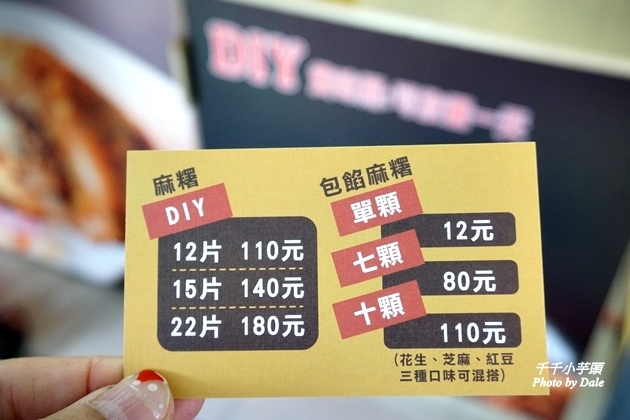 DIY
麻糬
DIY
12片 110元
15片 140元
22片 180元
包餡麻糬
單顆 12元
七顆 80元
十顆 110元
(花生、芝麻、紅豆
三種口味可混搭)
千千小芋頭
Photo by Dale